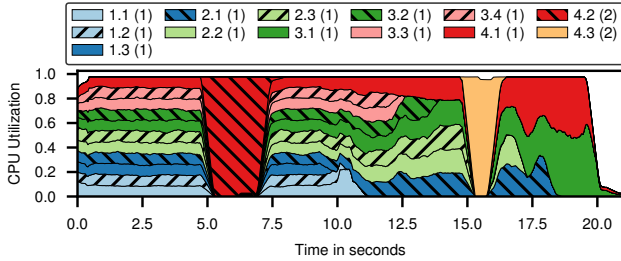 1.1 (1) 2.1 (1) 2.3 (1) 3.2 (1) 3.4 (1) 4.2 (2)
1.2 (1) 2.2 (1) 3.1 (1) 3.3 (1) 4.1 (1) 4.3 (2)
1.3 (1)
CPU Utilization
1.0
0.8
0.6
0.4
0.2
0.0
0.0 2.5 5.0 7.5 10.0 12.5 15.0 17.5 20.0
Time in seconds